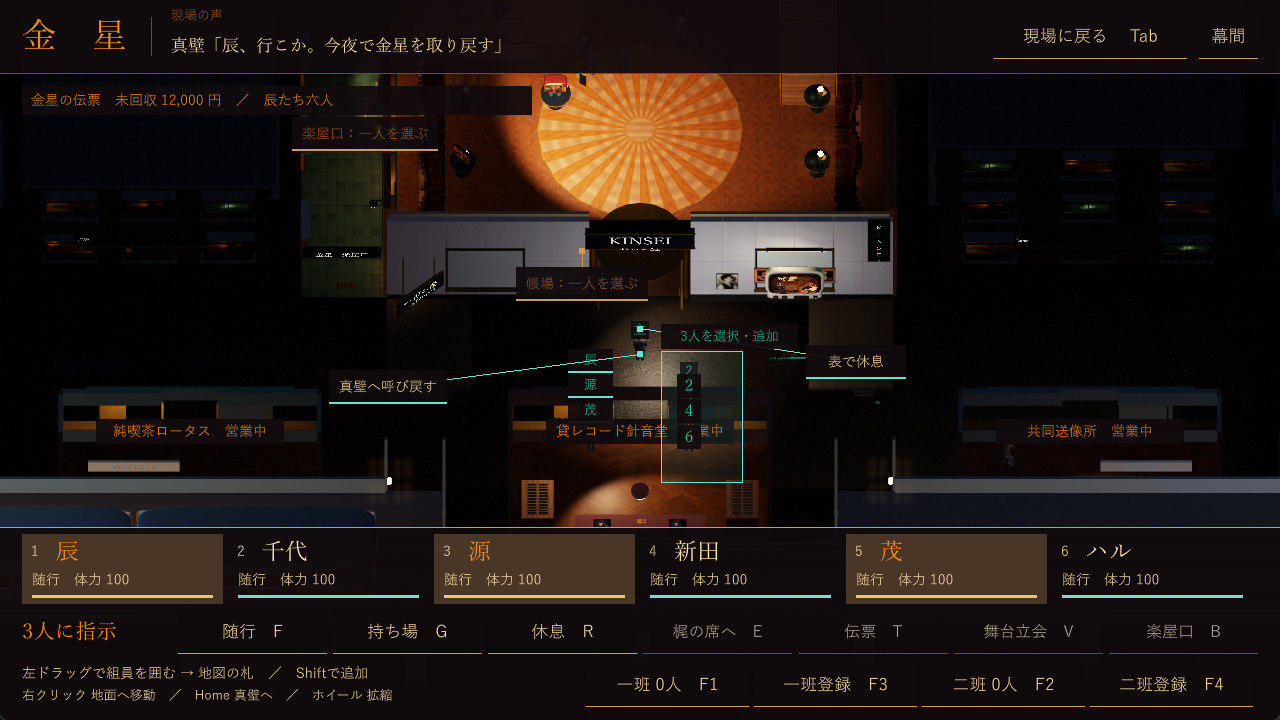 金 星
現場の声
真壁「辰、行こか。今夜で金星を取り戻す」
現場に戻る Tab
幕間
金星の伝票 未回収 12,000 円 ／ 辰たち六人
楽屋口：一人を選ぶ
KINSEI
帳場：一人を選ぶ
3人を選択・追加
表で休息
真壁へ呼び戻す
辰
源
茂
2
2
4
6
純喫茶ロータス 営業中
貸レコード針音堂
業中
共同送像所 営業中
1 辰
随行 体力 100
2 千代
随行 体力 100
3 源
随行 体力 100
4 新田
随行 体力 100
5 茂
随行 体力 100
6 ハル
随行 体力 100
3人に指示
随行 F
持ち場 G
休息 R
梶の席へ E
伝票 T
舞台立会 V
楽屋口 B
左ドラッグで組員を囲む → 地図の札 ／ Shiftで追加
右クリック 地面へ移動 ／ Home 真壁へ ／ ホイール 拡縮
一班 0人 F1
一班登録 F3
二班 0人 F2
二班登録 F4